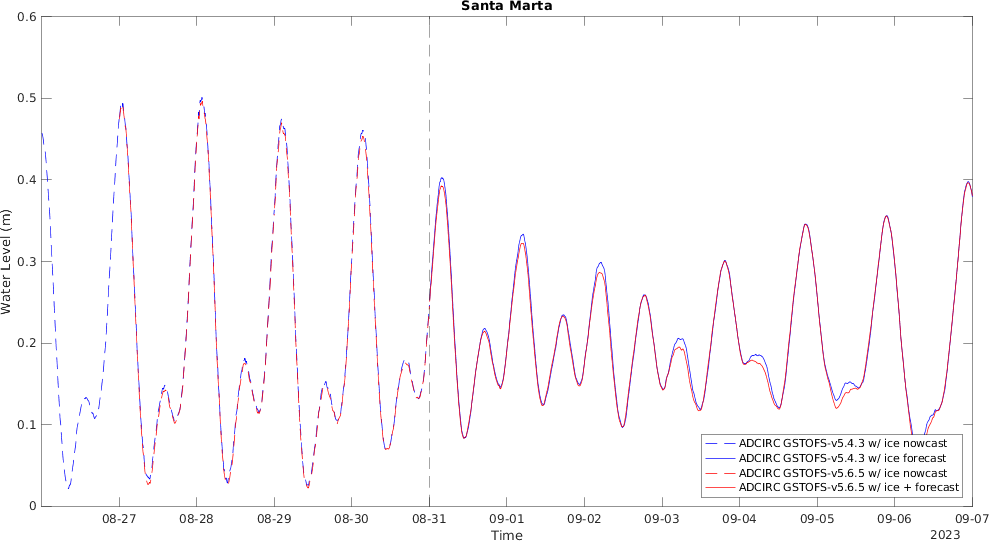 Santa Marta
0.6
0.5
0.4
0.3
0.2
0.1
0
Water Level (m)
08-27 08-28 08-29 08-30 08-31 09-01 09-02 09-03 09-04 09-05 09-06 09-07
Time
2023
ADCIRC GSTOFS-v5.4.3 w/ ice nowcast
ADCIRC GSTOFS-v5.4.3 w/ ice forecast
ADCIRC GSTOFS-v5.6.5 w/ ice nowcast
ADCIRC GSTOFS-v5.6.5 w/ ice + forecast